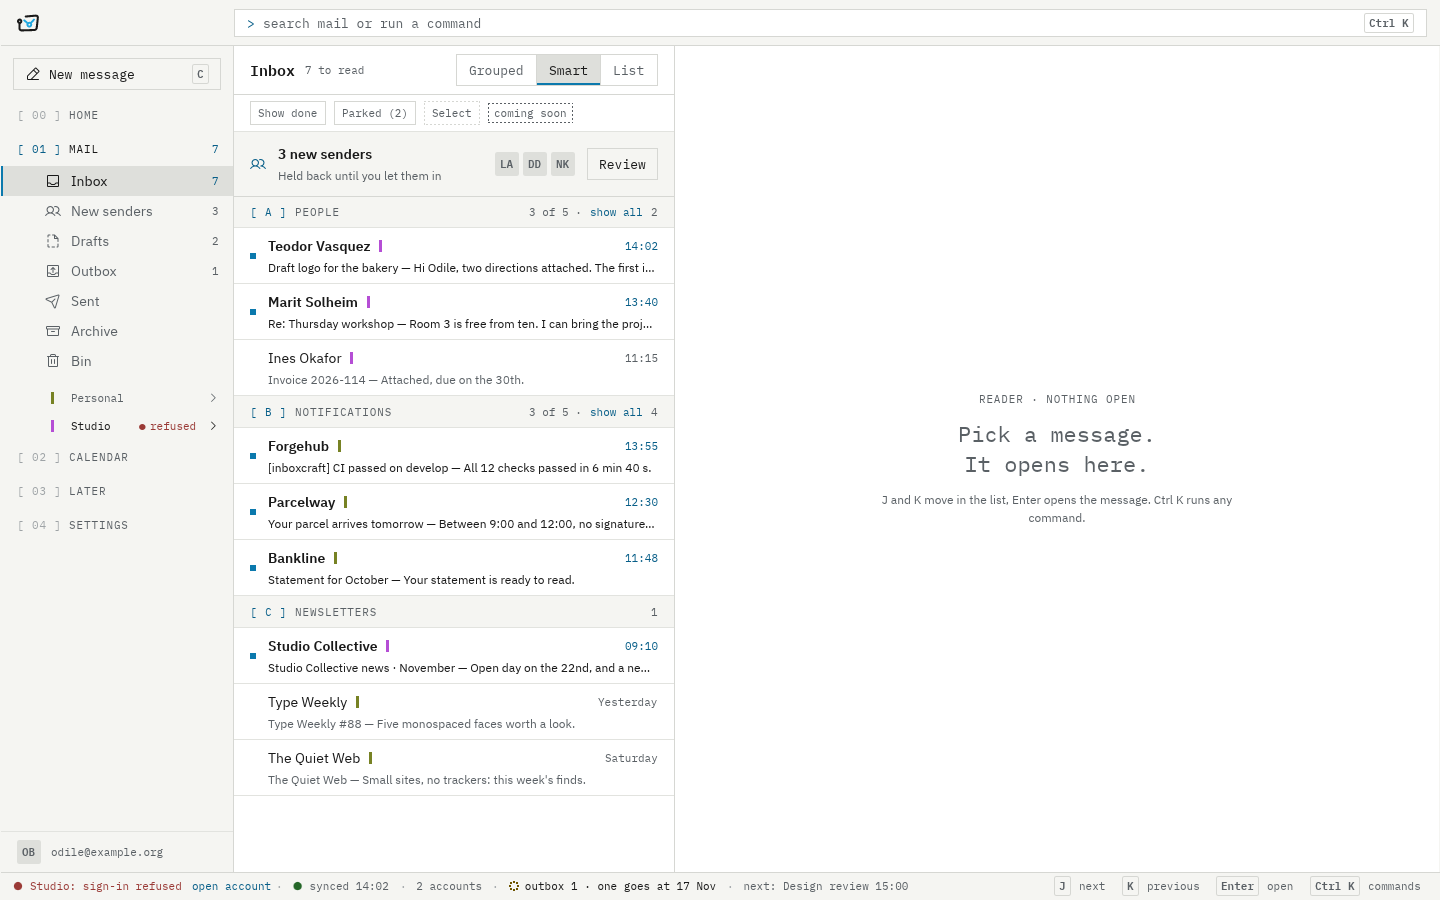 > search mail or run a command
Ctrl K
New message
C
[ 00 ] HOME
[ 01 ] MAIL 7
Inbox 7
New senders 3
Drafts 2
Outbox 1
Sent
Archive
Bin
Personal
Studio refused
[ 02 ] CALENDAR
[ 03 ] LATER
[ 04 ] SETTINGS
OB odile@example.org
Inbox 7 to read
Grouped Smart List
Show done Parked (2) Select coming soon
3 new senders
Held back until you let them in
LA DD NK Review
[ A ] PEOPLE 3 of 5 · show all 2
Teodor Vasquez 14:02
Draft logo for the bakery — Hi Odile, two directions attached. The first i…
Marit Solheim 13:40
Re: Thursday workshop — Room 3 is free from ten. I can bring the proj…
Ines Okafor 11:15
Invoice 2026-114 — Attached, due on the 30th.
[ B ] NOTIFICATIONS 3 of 5 · show all 4
Forgehub 13:55
[inboxcraft] CI passed on develop — All 12 checks passed in 6 min 40 s.
Parcelway 12:30
Your parcel arrives tomorrow — Between 9:00 and 12:00, no signature…
Bankline 11:48
Statement for October — Your statement is ready to read.
[ C ] NEWSLETTERS 1
Studio Collective 09:10
Studio Collective news · November — Open day on the 22nd, and a ne…
Type Weekly Yesterday
Type Weekly #88 — Five monospaced faces worth a look.
The Quiet Web Saturday
The Quiet Web — Small sites, no trackers: this week's finds.
READER · NOTHING OPEN
Pick a message.
It opens here.
J and K move in the list, Enter opens the message. Ctrl K runs any
command.
Studio: sign-in refused open account · synced 14:02 · 2 accounts · outbox 1 · one goes at 17 Nov · next: Design review 15:00
J next K previous Enter open Ctrl K commands